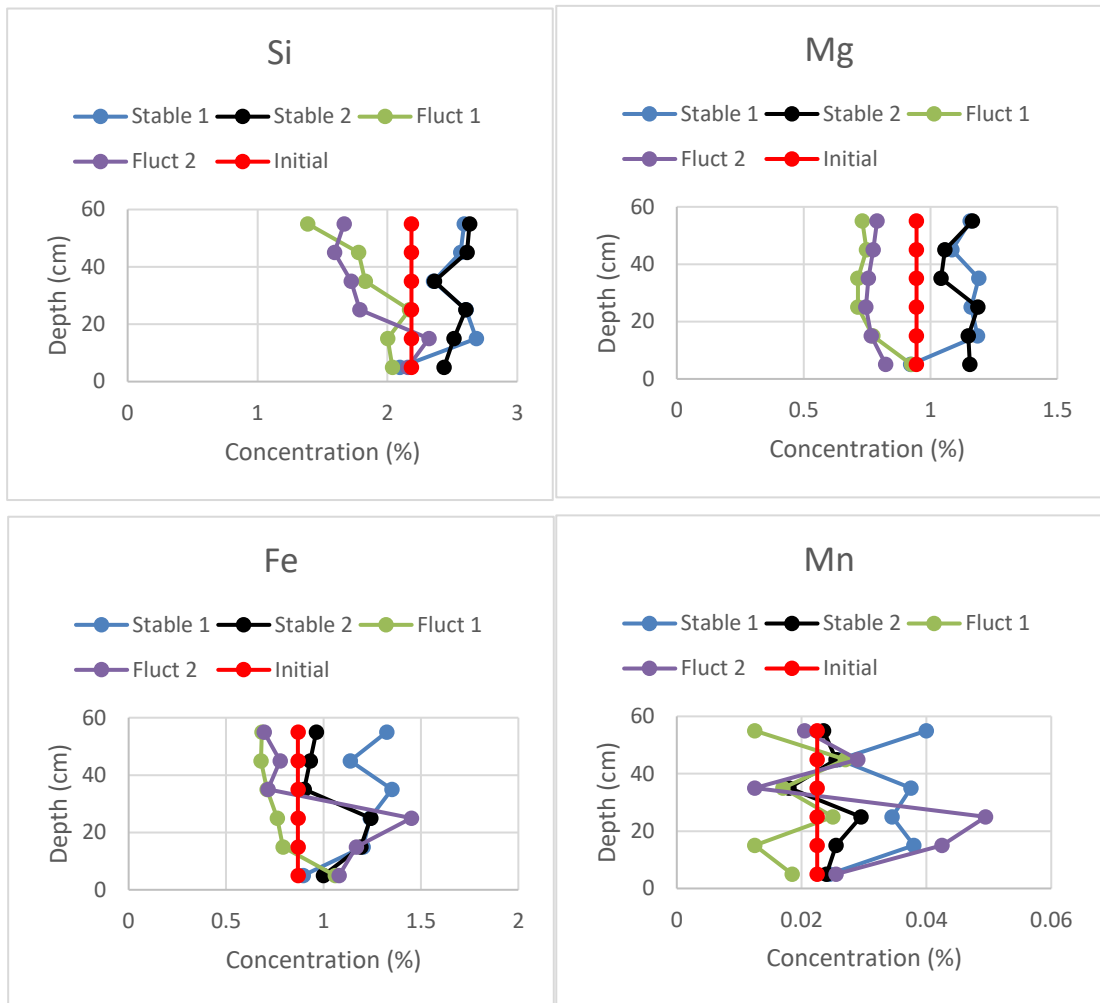 Si
Stable 1 Stable 2 Fluct 1
Fluct 2 Initial
60
40
20
0
Depth (cm)
0 1 2 3
Concentration (%)
Mg
Stable 1 Stable 2 Fluct 1
Fluct 2 Initial
60
40
20
0
Depth (cm)
0 0.5 1 1.5
Concentration (%)
Fe
Stable 1 Stable 2 Fluct 1
Fluct 2 Initial
60
40
20
0
Depth (cm)
0 0.5 1 1.5 2
Concentration (%)
Mn
Stable 1 Stable 2 Fluct 1
Fluct 2 Initial
60
40
20
0
Depth (cm)
0 0.02 0.04 0.06
Concentration (%)